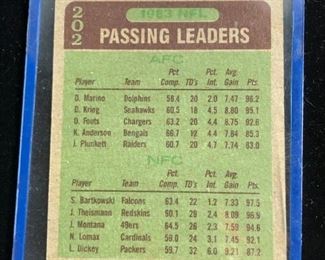 202
1983 NFL
PASSING LEADERS
AFC
Pct. Pct. Avg.
Player Team Comp. TD's Int. Gain Pts.
D. Marino Dolphins 58.4 20 2.0 7.47 96.2
D. Krieg Seahawks 60.5 18 4.5 8.80 95.1
D. Fouts Chargers 63.2 20 4.4 8.75 92.6
K. Anderson Bengals 66.7 12 4.4 7.84 85.3
J. Plunkett Raiders 60.7 20 4.7 7.74 83.5
NFC
Pct. Pct. Avg.
Player Team Comp. TD's Int. Gain Pts.
S. Bartkowski Falcons 63.4 22 1.2 7.33 97.5
J. Theismann Redskins 60.1 29 2.4 8.09 96.9
J. Montana 49ers 64.5 26 2.4 7.59 94.6
N. Lomax Cardinals 59.0 24 3.1 7.45 92.1
L. Dickey Packers 59.7 32 6.0 9.21 87.2